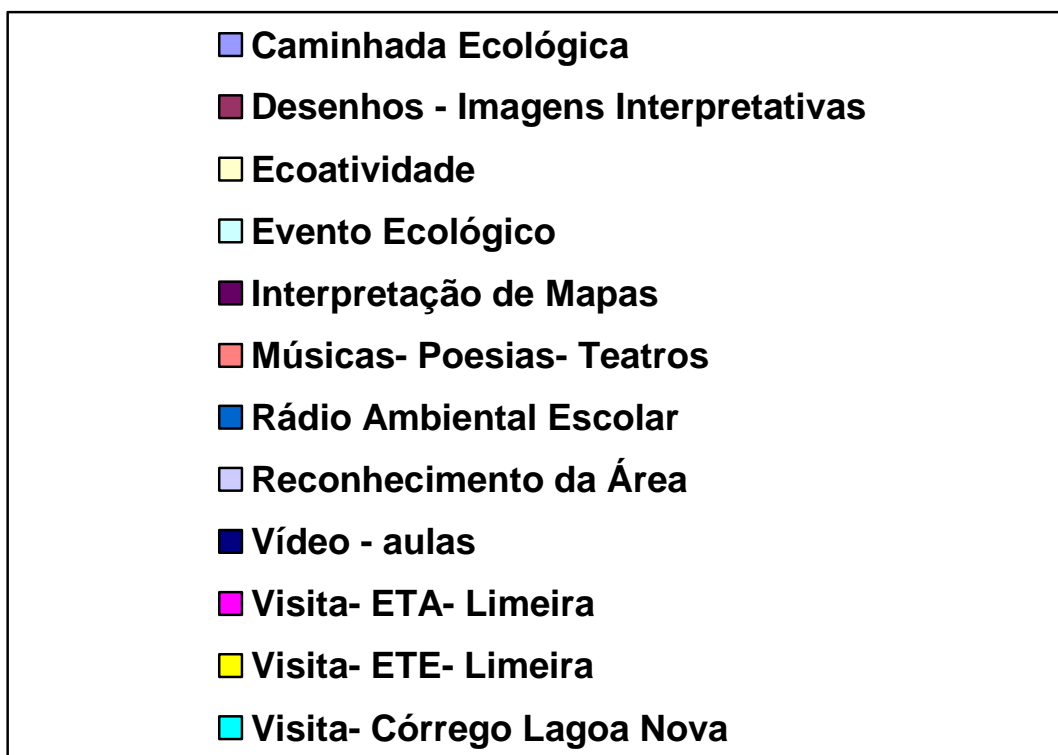 Caminhada Ecológica
Desenhos - Imagens Interpretativas
Ecoatividade
Evento Ecológico
Interpretação de Mapas
Músicas- Poesias- Teatros
Rádio Ambiental Escolar
Reconhecimento da Área
Vídeo - aulas
Visita- ETA- Limeira
Visita- ETE- Limeira
Visita- Córrego Lagoa Nova